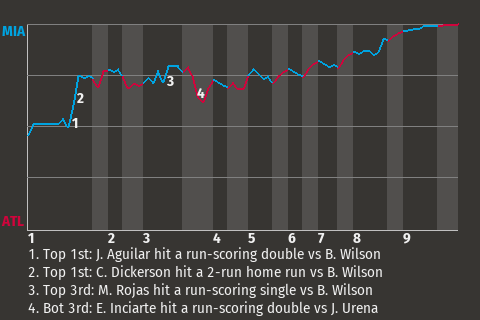 MIA
2
3
4
1
ATL
1 2 3 4 5 6 7 8 9
1. Top 1st: J. Aguilar hit a run-scoring double vs B. Wilson
2. Top 1st: C. Dickerson hit a 2-run home run vs B. Wilson
3. Top 3rd: M. Rojas hit a run-scoring single vs B. Wilson
4. Bot 3rd: E. Inciarte hit a run-scoring double vs J. Urena